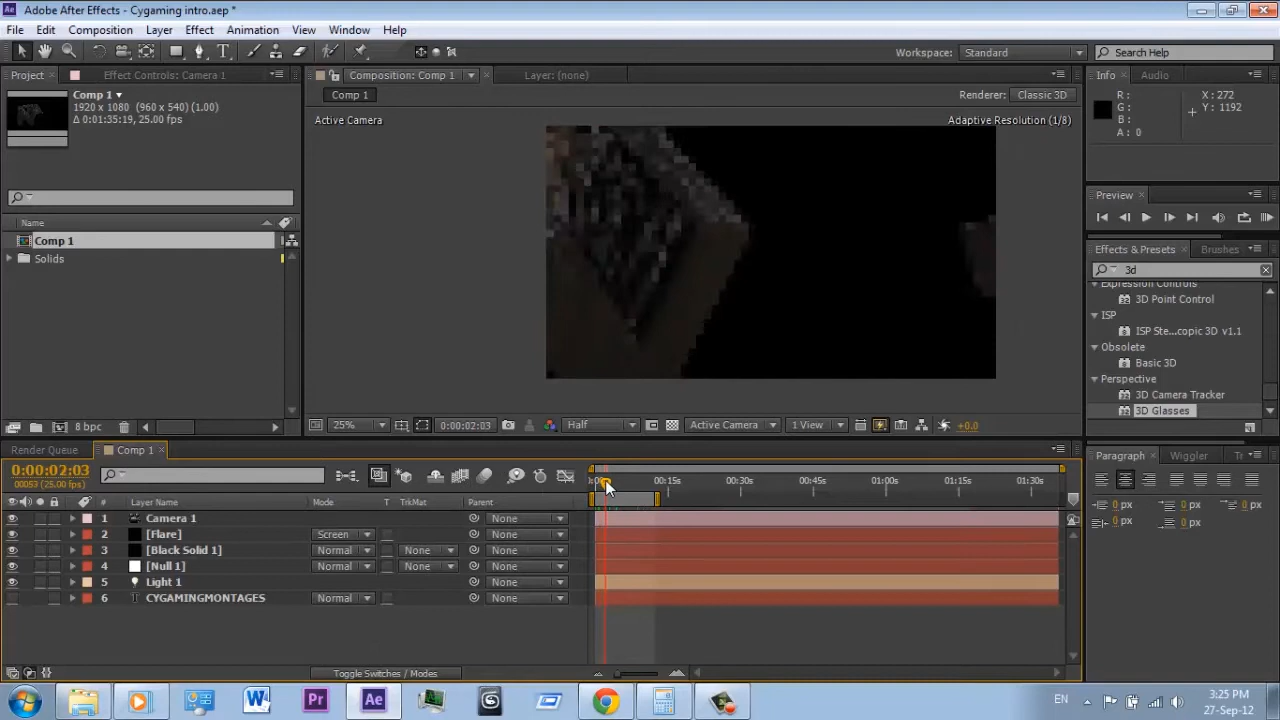 Adobe After Effects - Cygaming intro.aep *
File Edit Composition Layer Effect Animation View Window Help
Workspace: Standard Search Help
Project Effect Controls: Camera 1 Composition: Comp 1 Layer: (none) Info Audio
Comp 1
1920 x 1080 (960 x 540) (1.00)
Δ 0:01:35:19, 25.00 fps
Comp 1 Renderer: Classic 3D
R: X: 272
G: Y: 1192
B:
A: 0
Active Camera Adaptive Resolution (1/8)
Preview
Name
Comp 1
Solids
Effects & Presets Brushes
3d
Expression Controls
3D Point Control
ISP
ISP Ste...copic 3D v1.1
Obsolete
Basic 3D
Perspective
3D Camera Tracker
3D Glasses
8 bpc 25% 0:00:02:03 Half Active Camera 1 View +0.0
Render Queue Comp 1 Paragraph Wiggler
0:00:02:03
00053 (25.00 fps)
00:15s 00:30s 00:45s 01:00s 01:15s 01:30s
# Layer Name Mode T TrkMat Parent
1 Camera 1 None
2 [Flare] Screen None
3 [Black Solid 1] Normal None None
4 [Null 1] Normal None None
5 Light 1 None
6 T CYGAMINGMONTAGES Normal None
0 px 0 px 0 px
0 px 0 px
Toggle Switches / Modes
W Pr Ae EN 3:25 PM
27-Sep-12